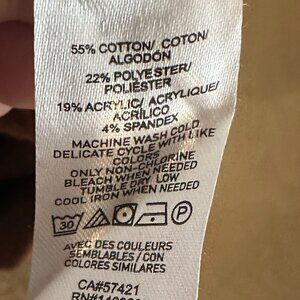 55% COTTON/ COTON/
ALGODÓN
22% POLYESTER/
POLIÉSTER
19% ACRYLIC/ ACRYLIQUE/
ACRÍLICO
4% SPANDEX
MACHINE WASH COLD
DELICATE CYCLE WITH LIKE
COLORS
ONLY NON-CHLORINE
BLEACH WHEN NEEDED
TUMBLE DRY LOW
COOL IRON WHEN NEEDED
30 P
AVEC DES COULEURS
SEMBLABLES / CON
COLORES SIMILARES
CA#57421